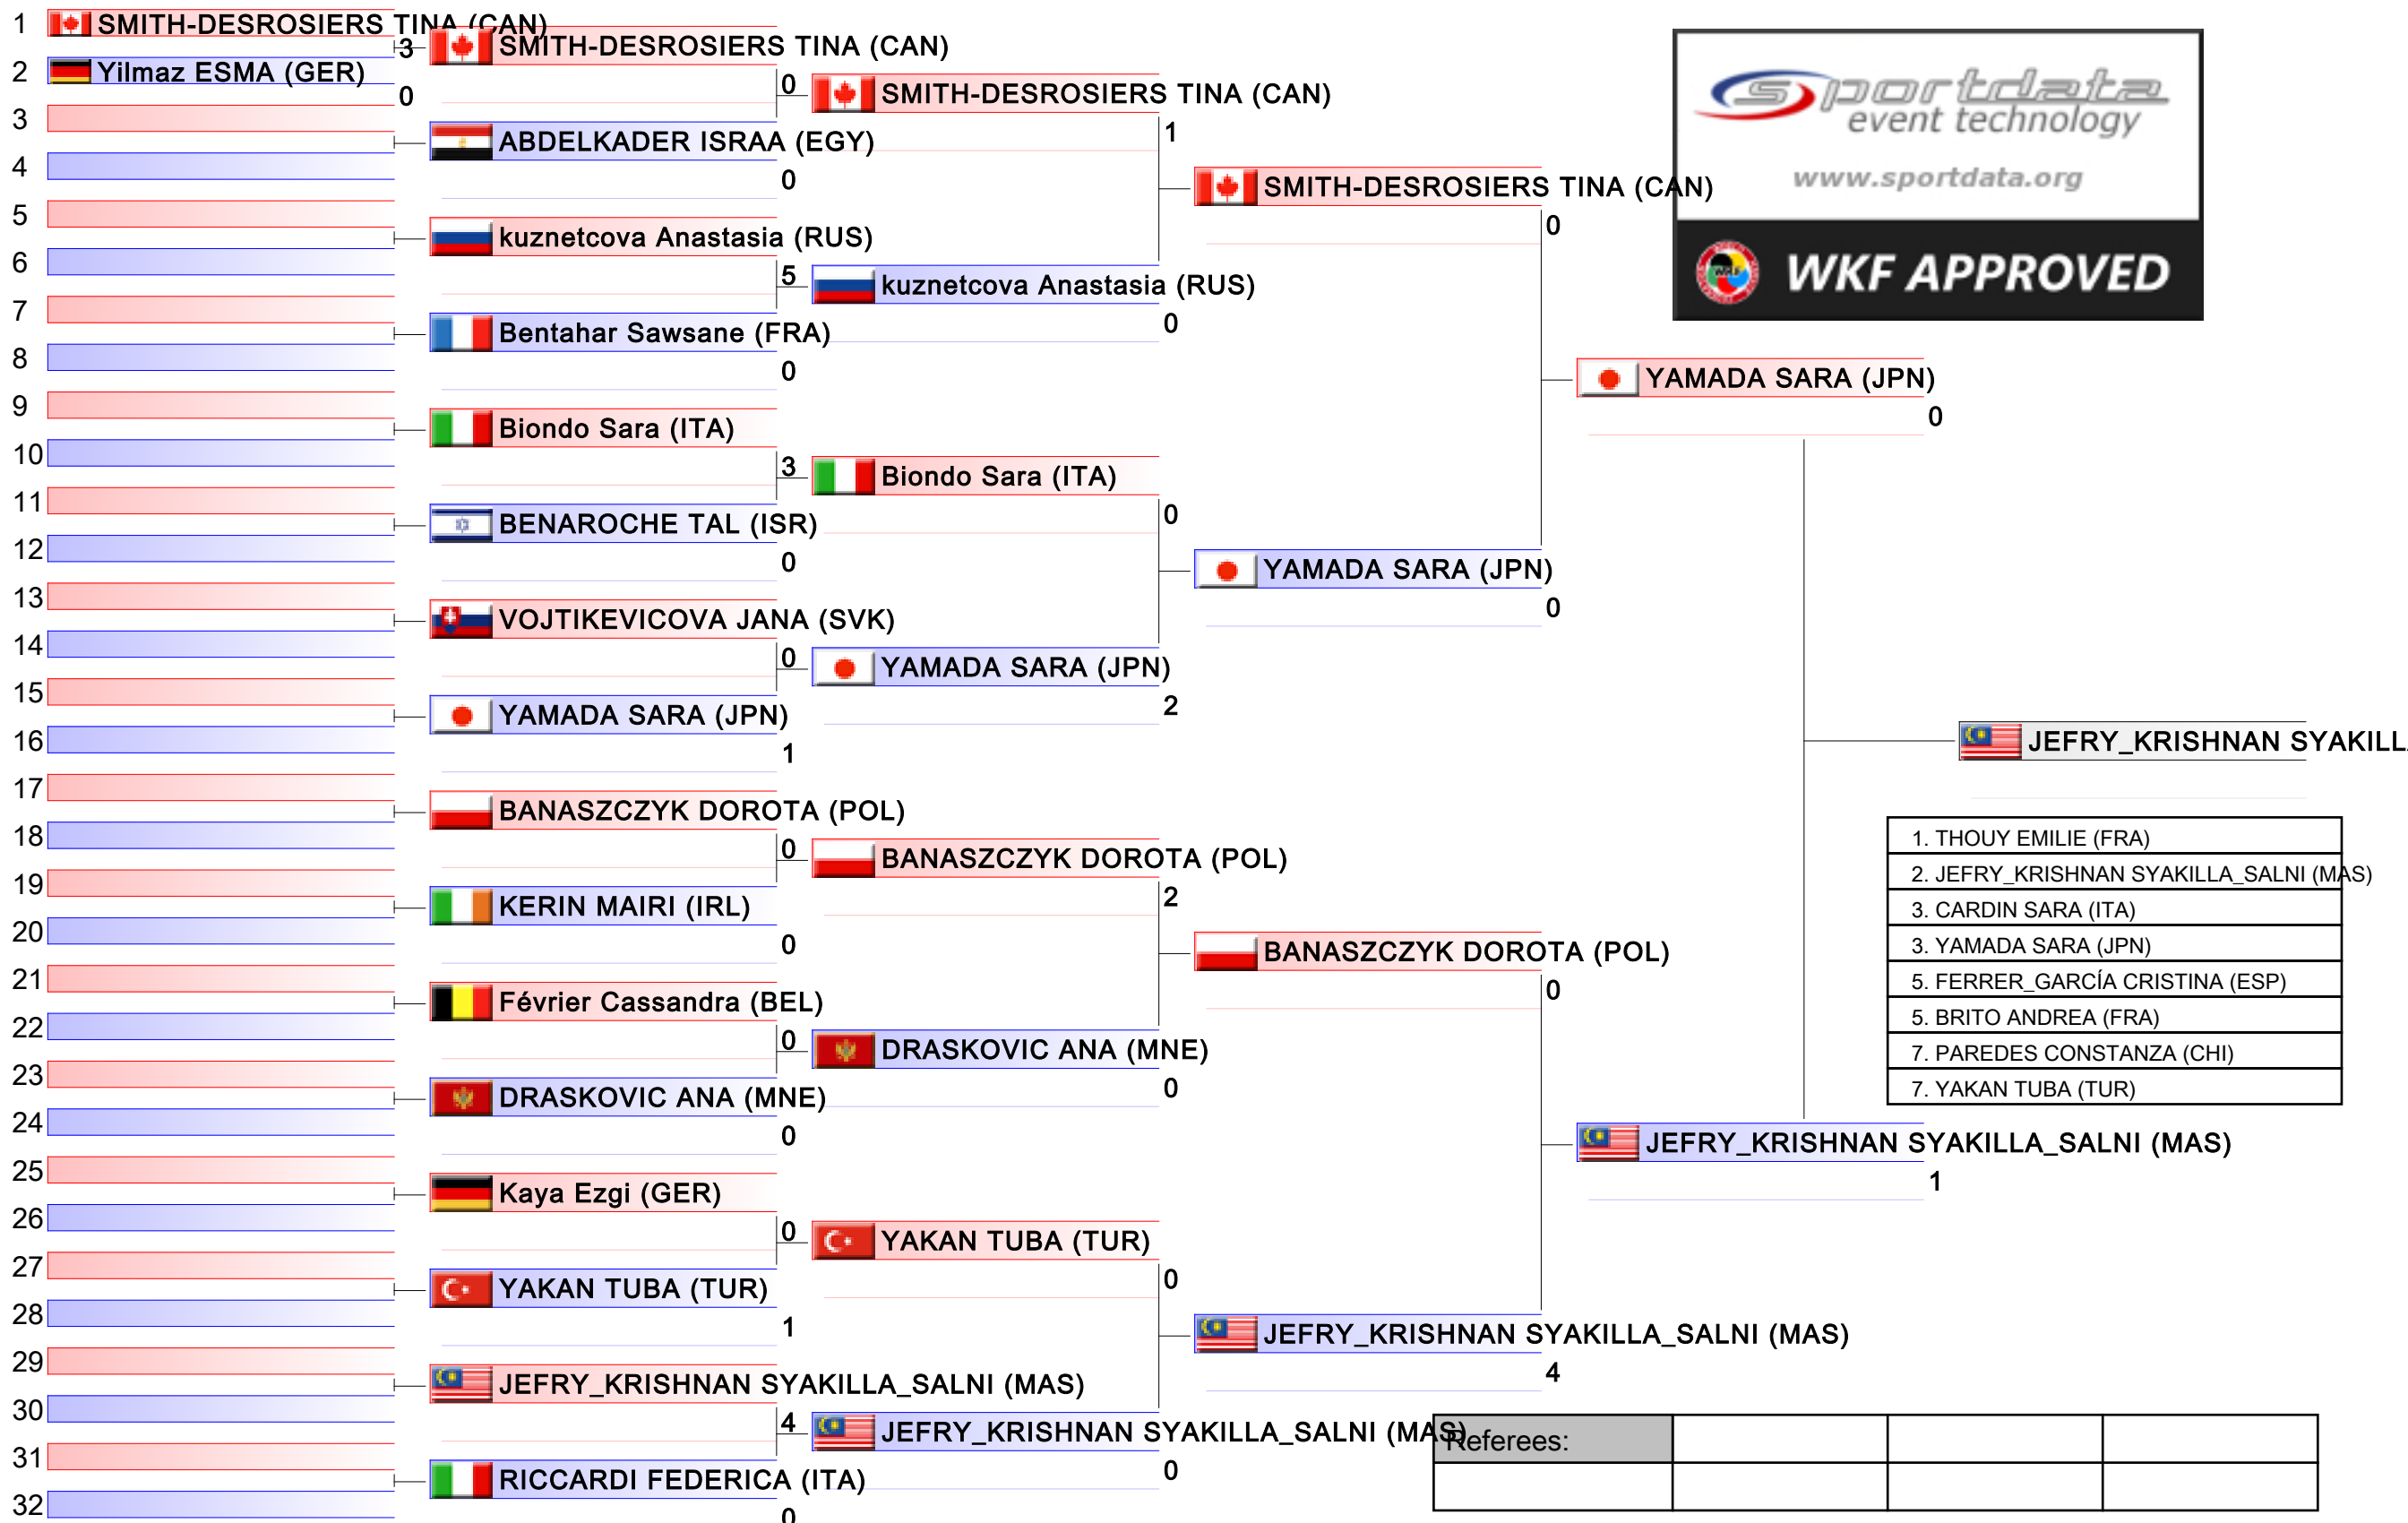 1 SMITH-DESROSIERS TINA (CAN)
3
2 Yilmaz ESMA (GER)
0
3
4
5
6
7
8
9
10
11
12
13
14
15
16
17
18
19
20
21
22
23
24
25
26
27
28
29
30
31
32
SMITH-DESROSIERS TINA (CAN)
0
ABDELKADER ISRAA (EGY)
0
kuznetcova Anastasia (RUS)
5
Bentahar Sawsane (FRA)
0
Biondo Sara (ITA)
3
BENAROCHE TAL (ISR)
0
VOJTIKEVICOVA JANA (SVK)
0
YAMADA SARA (JPN)
1
BANASZCZYK DOROTA (POL)
0
KERIN MAIRI (IRL)
0
Février Cassandra (BEL)
0
DRASKOVIC ANA (MNE)
0
Kaya Ezgi (GER)
0
YAKAN TUBA (TUR)
1
JEFRY_KRISHNAN SYAKILLA_SALNI (MAS)
4
RICCARDI FEDERICA (ITA)
0
SMITH-DESROSIERS TINA (CAN)
1
kuznetcova Anastasia (RUS)
0
Biondo Sara (ITA)
0
YAMADA SARA (JPN)
2
BANASZCZYK DOROTA (POL)
2
DRASKOVIC ANA (MNE)
0
YAKAN TUBA (TUR)
0
JEFRY_KRISHNAN SYAKILLA_SALNI (MAS)
0
SMITH-DESROSIERS TINA (CAN)
0
YAMADA SARA (JPN)
0
BANASZCZYK DOROTA (POL)
0
JEFRY_KRISHNAN SYAKILLA_SALNI (MAS)
4
YAMADA SARA (JPN)
0
JEFRY_KRISHNAN SYAKILLA_SALNI (MAS)
1
JEFRY_KRISHNAN SYAKILL
sportdata
event technology
www.sportdata.org
WKF APPROVED
1. THOUY EMILIE (FRA)
2. JEFRY_KRISHNAN SYAKILLA_SALNI (MAS)
3. CARDIN SARA (ITA)
3. YAMADA SARA (JPN)
5. FERRER_GARCÍA CRISTINA (ESP)
5. BRITO ANDREA (FRA)
7. PAREDES CONSTANZA (CHI)
7. YAKAN TUBA (TUR)
Referees: